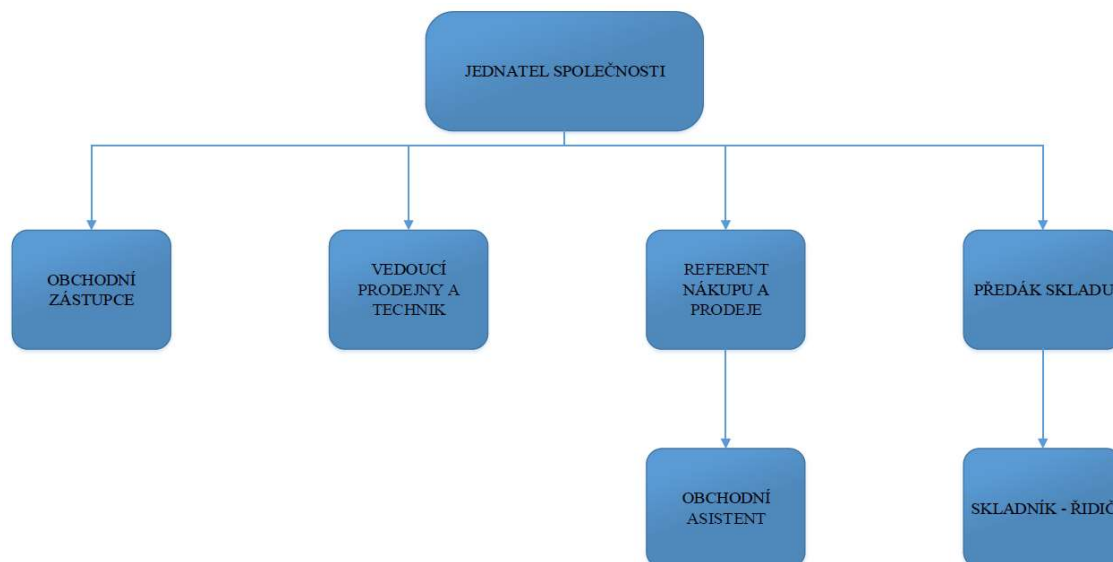 JEDNATEL SPOLEČNOSTI
OBCHODNÍ
ZÁSTUPCE
VEDOUCÍ
PRODEJNY A
TECHNIK
REFERENT
NÁKUPU A
PRODEJE
PŘEDÁK SKLADU
OBCHODNÍ
ASISTENT
SKLADNÍK - ŘIDIČ